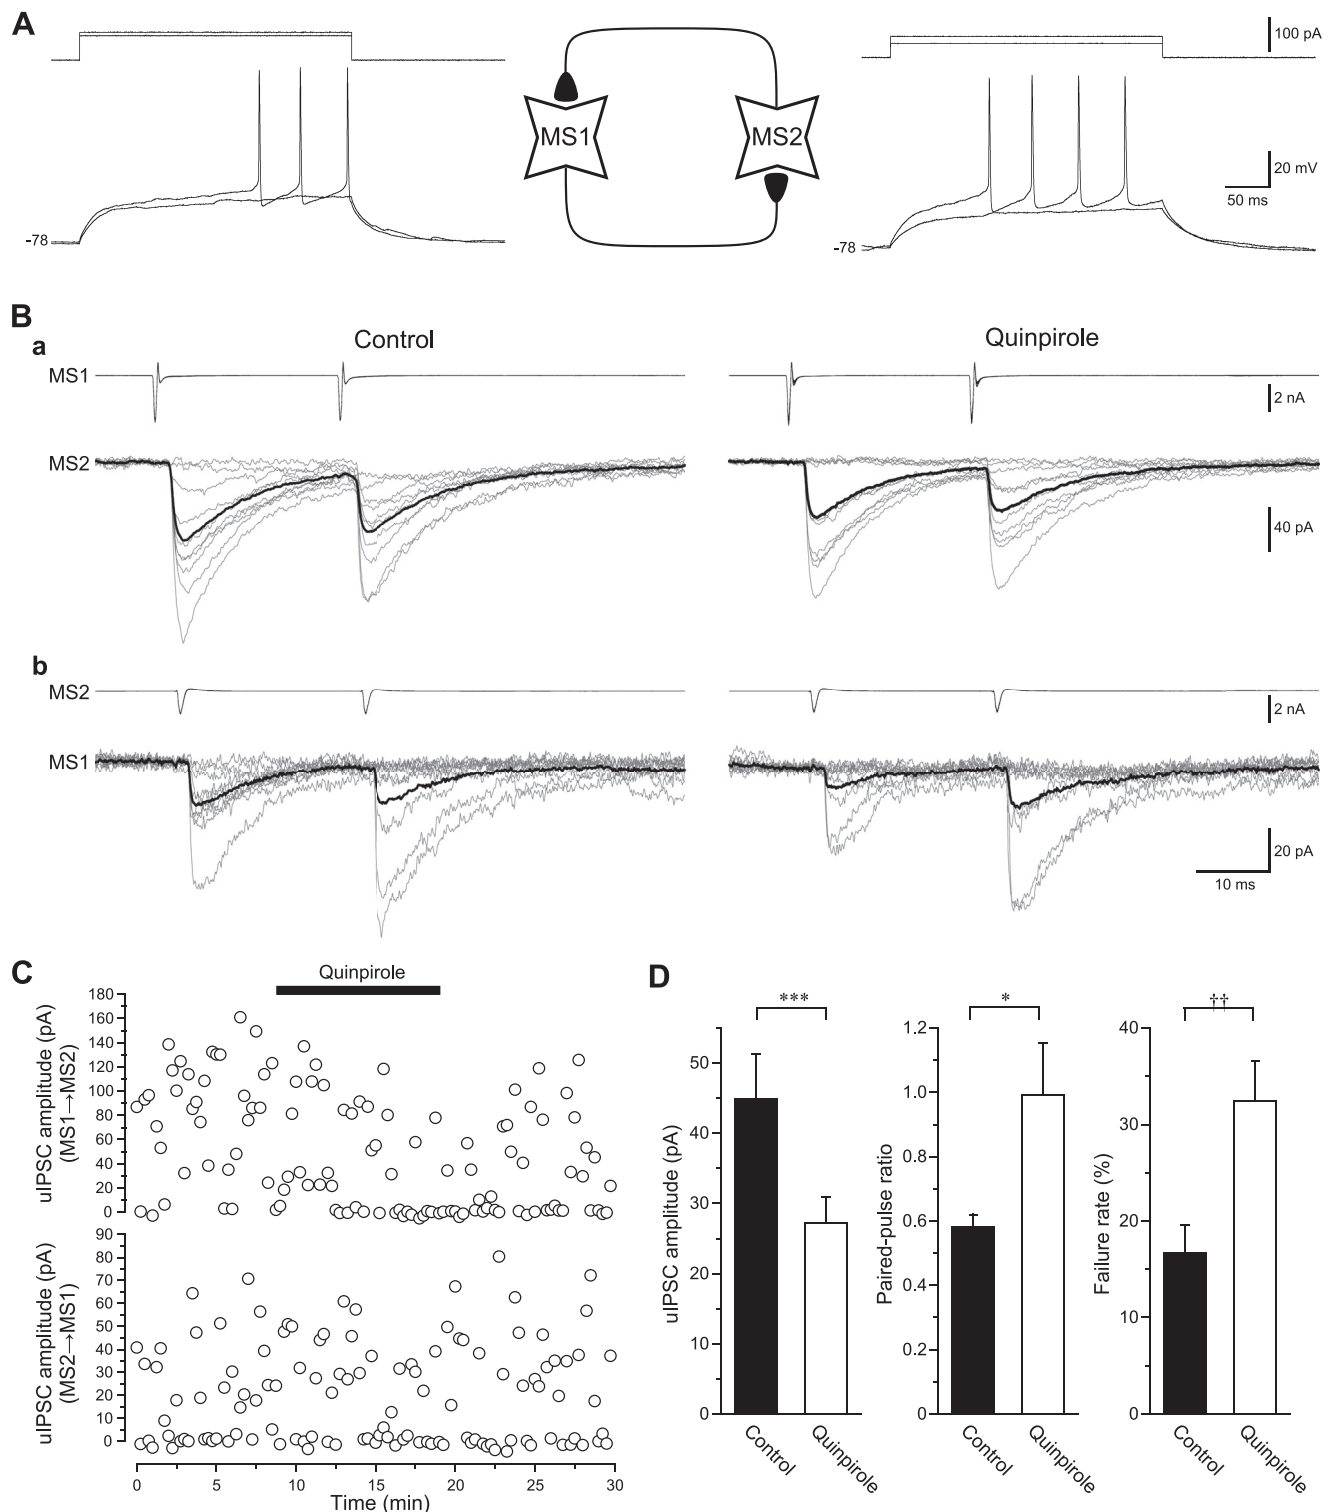 A
100 pA
MS1
MS2
20 mV
50 ms
-78
-78
B
Control
Quinpirole
a
MS1
2 nA
MS2
40 pA
b
MS2
2 nA
MS1
20 pA
10 ms
C
Quinpirole
uIPSC amplitude (pA)
(MS1→MS2)
180
160
140
120
100
80
60
40
20
0
uIPSC amplitude (pA)
(MS2→MS1)
90
80
70
60
50
40
30
20
10
0
0 5 10 15 20 25 30
Time (min)
D
***
uIPSC amplitude (pA)
50
40
30
20
10
0
Control
Quinpirole
*
Paired-pulse ratio
1.2
1.0
0.8
0.6
0.4
0.2
0
Control
Quinpirole
††
Failure rate (%)
40
30
20
10
0
Control
Quinpirole